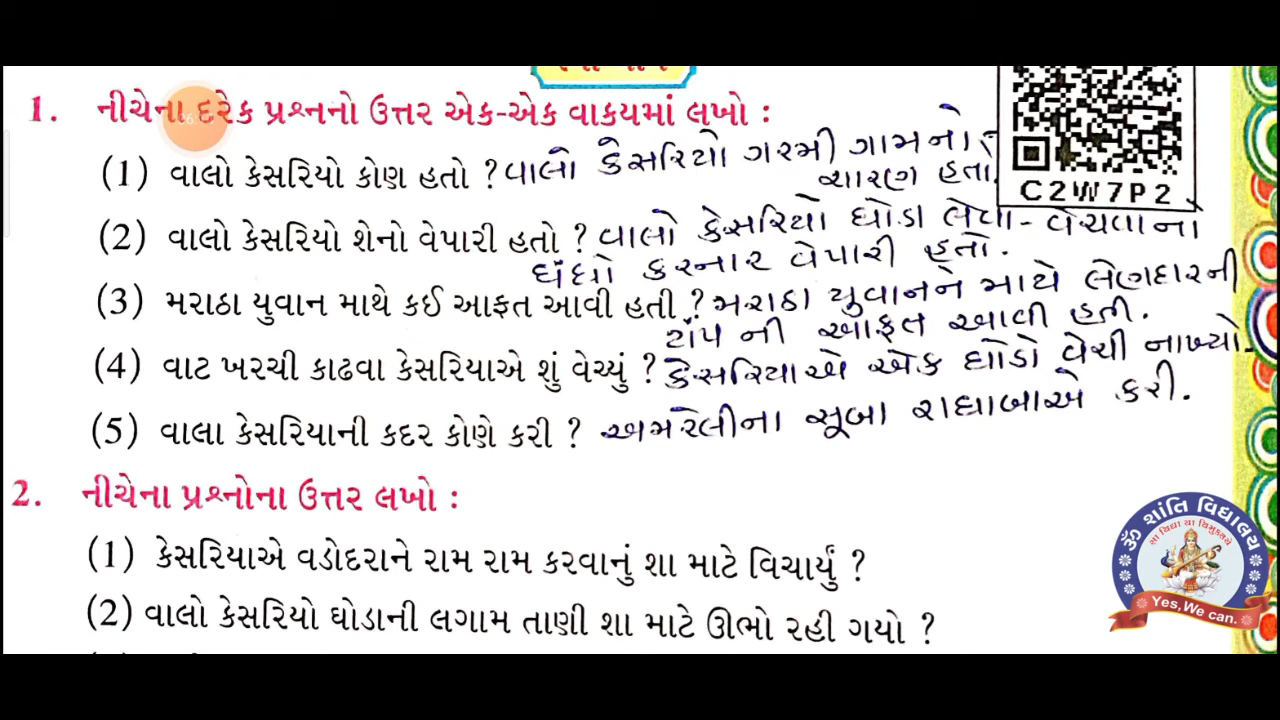 1. નીચેના દરેક પ્રશ્નનો ઉત્તર એક-એક વાકયમાં લખો :
(1) વાલો કેસરિયો કોણ હતો ? વાલો કેસરિયો ગરમી ગામનો
ચારણ હતો.
C2W7P2
(2) વાલો કેસરિયો શેનો વેપારી હતો ? વાલો કેસરિયો ઘોડા લેવા - વેચવાના
ધંધો કરનાર વેપારી હતો.
(3) મરાઠા યુવાન માથે કઈ આફત આવી હતી ? મરાઠા યુવાનને માથે લેણદારની
ટાંપ ની આફત આવી હતી.
(4) વાટ ખરચી કાઢવા કેસરિયાએ શું વેચ્યું ? કેસરિયાએ એક ઘોડો વેચી નાખ્યો.
(5) વાલા કેસરિયાની કદર કોણે કરી ? અમરેલીના સૂબા રાઘાબાએ કરી.
2. નીચેના પ્રશ્નોના ઉત્તર લખો :
(1) કેસરિયાએ વડોદરાને રામ રામ કરવાનું શા માટે વિચાર્યું ?
(2) વાલો કેસરિયો ઘોડાની લગામ તાણી શા માટે ઊભો રહી ગયો ?
ૐ શાંતિ વિદ્યાલય
સા વિદ્યા યા વિમુક્તયે
Yes, We can.